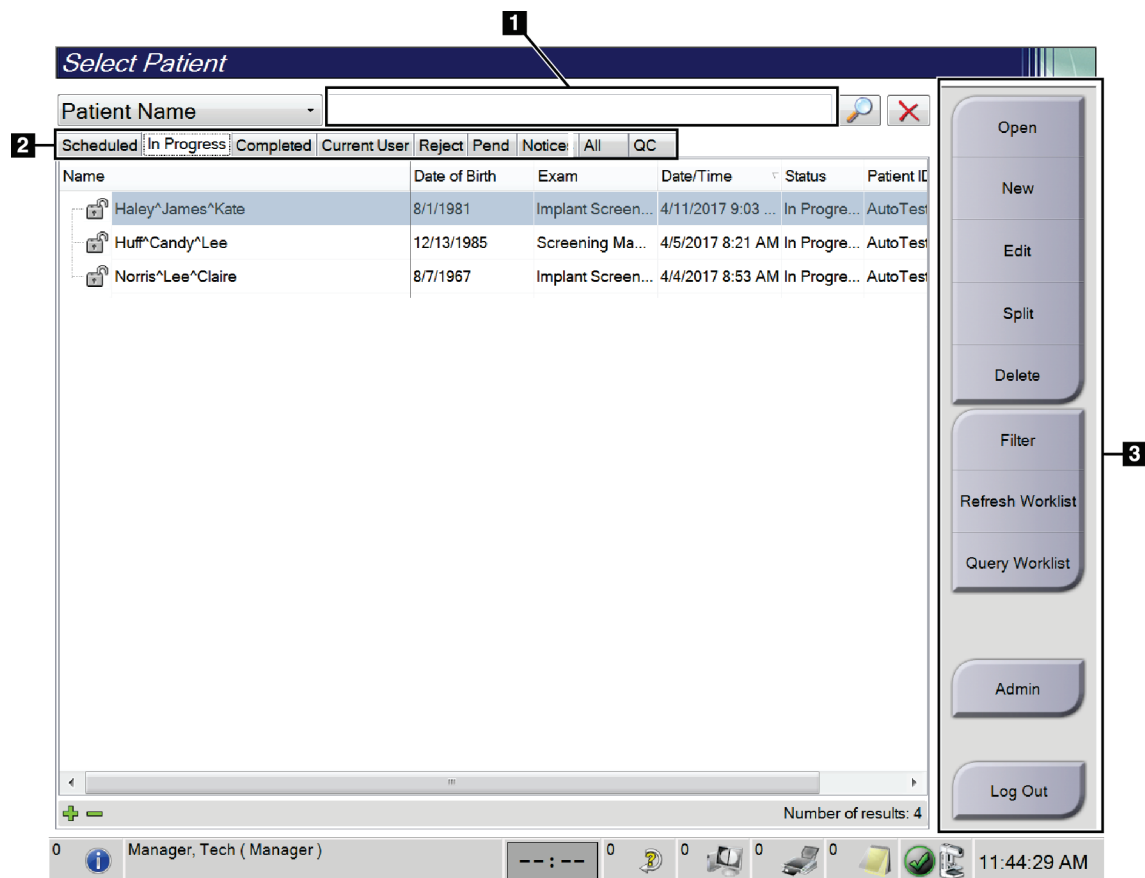 1
Select Patient
Patient Name
2
Scheduled In Progress Completed Current User Reject Pend Notice All QC
Name Date of Birth Exam Date/Time Status Patient ID
Haley^James^Kate 8/1/1981 Implant Screen... 4/11/2017 9:03 ... In Progre... AutoTest
Huff^Candy^Lee 12/13/1985 Screening Ma... 4/5/2017 8:21 AM In Progre... AutoTest
Norris^Lee^Claire 8/7/1967 Implant Screen... 4/4/2017 8:53 AM In Progre... AutoTest
Open
New
Edit
Split
Delete
Filter
3
Refresh Worklist
Query Worklist
Admin
Log Out
Number of results: 4
0 Manager, Tech ( Manager ) --:-- 0 0 0 0 11:44:29 AM